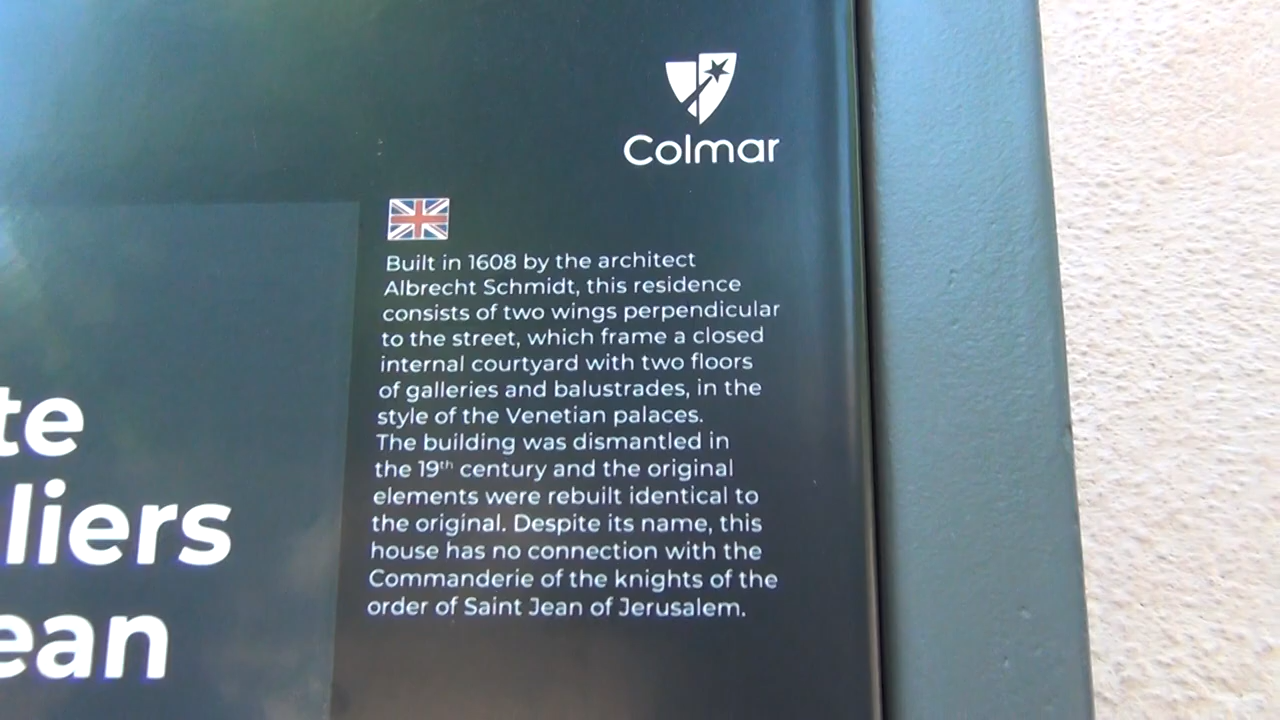 Colmar
Built in 1608 by the architect
Albrecht Schmidt, this residence
consists of two wings perpendicular
to the street, which frame a closed
internal courtyard with two floors
of galleries and balustrades, in the
style of the Venetian palaces.
The building was dismantled in
the 19th century and the original
elements were rebuilt identical to
the original. Despite its name, this
house has no connection with the
Commanderie of the knights of the
order of Saint Jean of Jerusalem.
te
liers
ean